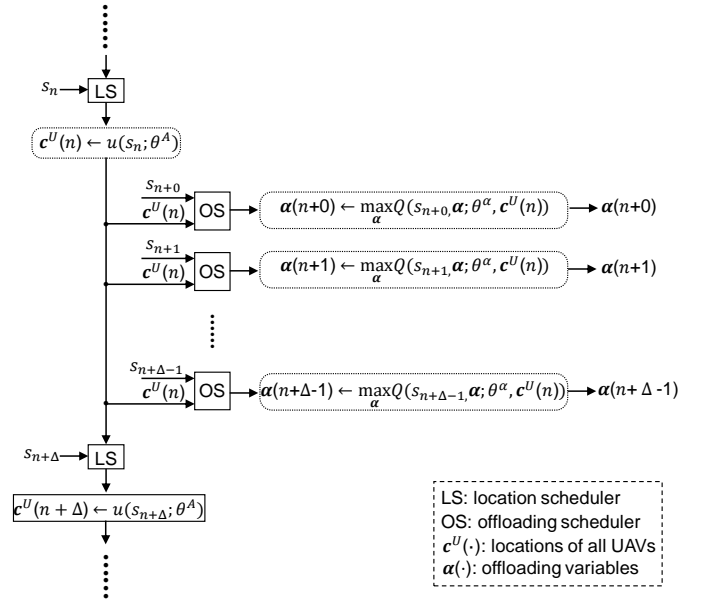 s_n
LS
c^U(n) ← u(s_n; θ^A)
s_{n+0}
c^U(n)
OS
α(n+0) ← max_α Q(s_{n+0}, α; θ^α, c^U(n))
α(n+0)
s_{n+1}
c^U(n)
OS
α(n+1) ← max_α Q(s_{n+1}, α; θ^α, c^U(n))
α(n+1)
s_{n+Δ−1}
c^U(n)
OS
α(n+Δ-1) ← max_α Q(s_{n+Δ−1}, α; θ^α, c^U(n))
α(n+ Δ -1)
s_{n+Δ}
LS
c^U(n + Δ) ← u(s_{n+Δ}; θ^A)
LS: location scheduler
OS: offloading scheduler
c^U(·): locations of all UAVs
α(·): offloading variables